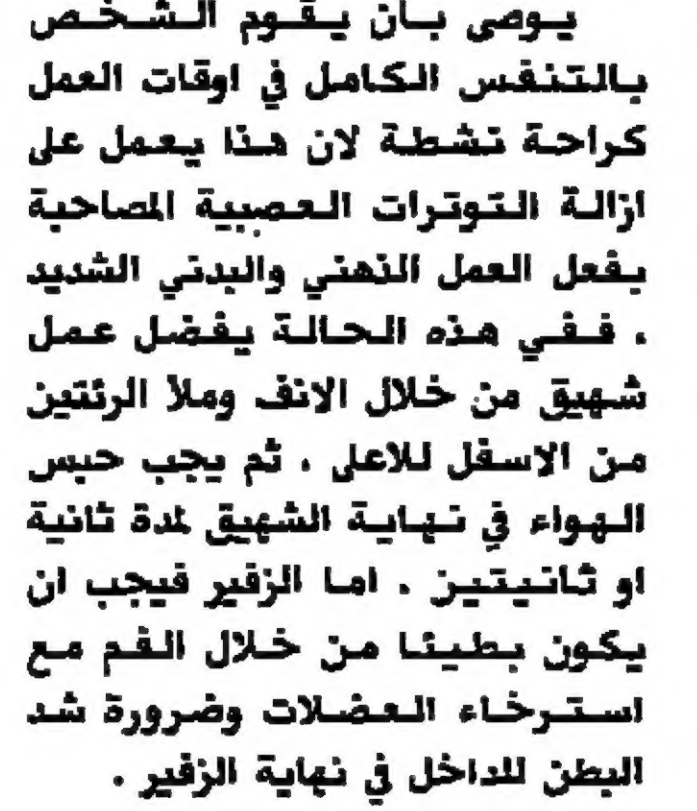 يوصى بان يقوم الشخص
بالتنفس الكامل في اوقات العمل
كراحة نشطة لان هذا يعمل على
ازالة التوترات العصبية المصاحبة
بفعل العمل الذهني والبدني الشديد
. ففي هذه الحالة يفضل عمل
شهيق من خلال الانف وملأ الرئتين
من الاسفل للاعلى . ثم يجب حبس
الهواء في نهاية الشهيق لمدة ثانية
او ثانيتين . اما الزفير فيجب ان
يكون بطيئا من خلال الفم مع
استرخاء العضلات وضرورة شد
البطن للداخل في نهاية الزفير .